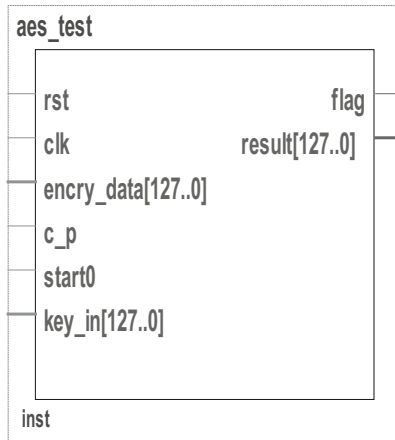 aes_test
rst flag
clk result[127..0]
encry_data[127..0]
c_p
start0
key_in[127..0]
inst